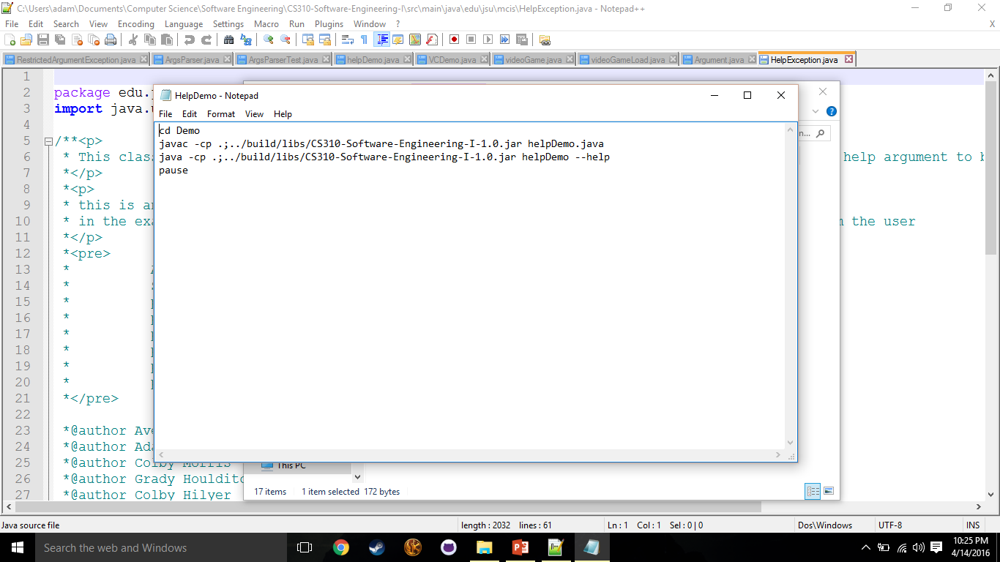 C:\Users\adam\Documents\Computer Science\Software Engineering\CS310-Software-Engineering-I\src\main\java\edu\jsu\mcis\HelpException.java - Notepad++
File Edit Search View Encoding Language Settings Macro Run Plugins Window ? X
RestrictedArgumentException.java ArgsParser.java ArgsParserTest.java helpDemo.java VCDemo.java videoGame.java videoGameLoad.java Argument.java HelpException.java
HelpDemo - Notepad
File Edit Format View Help
cd Demo
javac -cp .;../build/libs/CS310-Software-Engineering-I-1.0.jar helpDemo.java
java -cp .;../build/libs/CS310-Software-Engineering-I-1.0.jar helpDemo --help
pause
n...
1
2 package edu.
3 import java.
4
5 /**<p>
6 * This clas help argument to
7 *</p>
8 *<p>
9 * this is a
10 * in the ex the user
11 *</p>
12 *<pre>
13 *
14 *
15 *
16 *
17 *
18 *
19 *
20 *
21 *</pre>
22
23 *@author Ave
24 *@author Ada
25 *@author Colby Morris
26 *@author Grady Houldit
27 *@author Colby Hilyer
This PC
17 items 1 item selected 172 bytes
Java source file length : 2032 lines : 61 Ln : 1 Col : 1 Sel : 0 | 0 Dos\Windows UTF-8 INS
Search the web and Windows
10:25 PM
4/14/2016